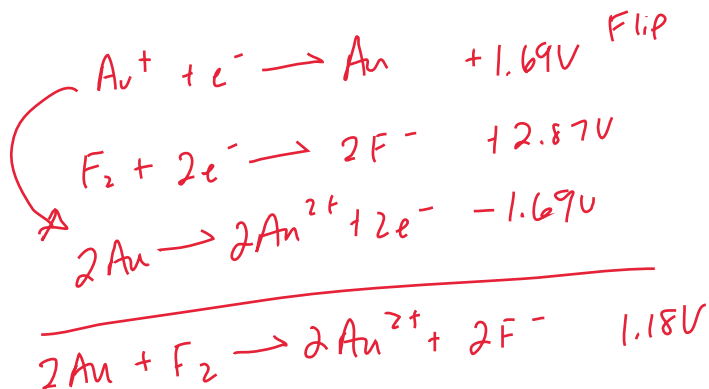 Au⁺ + e⁻ → Au +1.69V Flip
F₂ + 2e⁻ → 2F⁻ +2.87V
2Au → 2Au²⁺ + 2e⁻ -1.69V
2Au + F₂ → 2Au²⁺ + 2F⁻ 1.18V